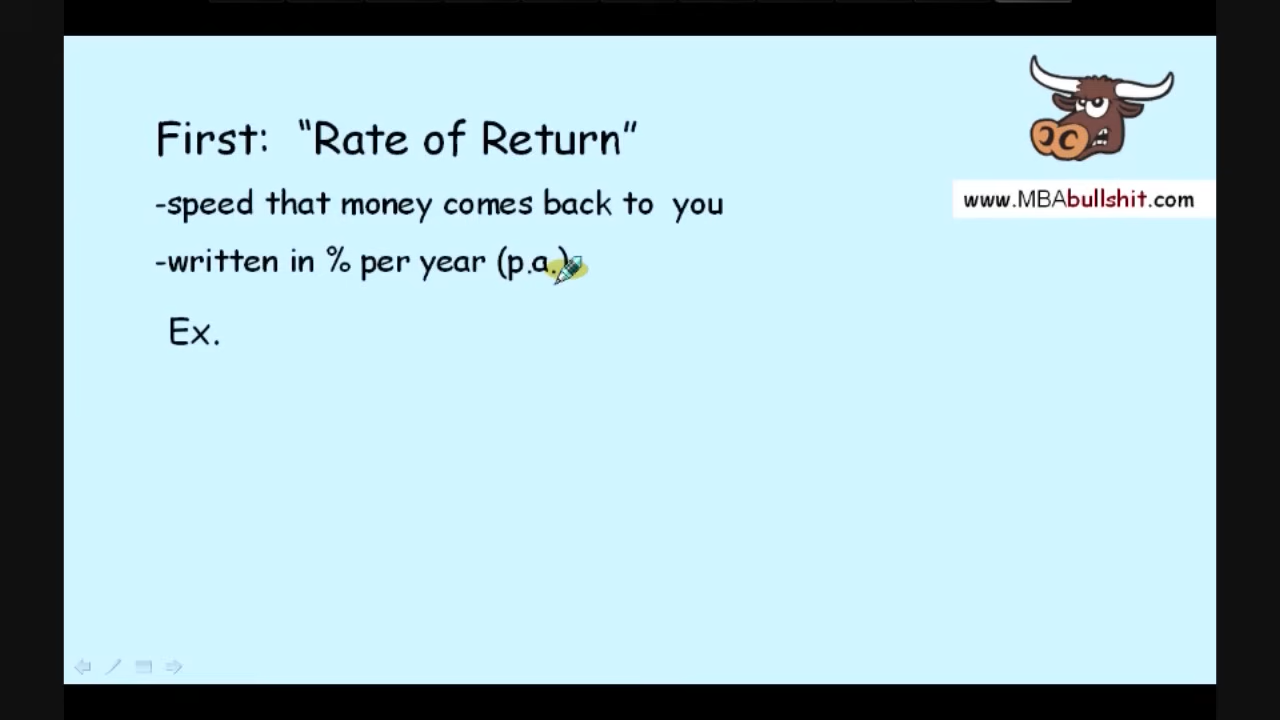 First: “Rate of Return”
www.MBAbullshit.com
-speed that money comes back to you
-written in % per year (p.a.)
Ex.